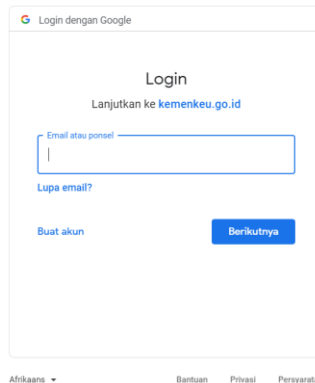 Login dengan Google
Login
Lanjutkan ke kemenkeu.go.id
Email atau ponsel
Lupa email?
Buat akun
Berikutnya
Afrikaans
Bantuan
Privasi
Persyarat